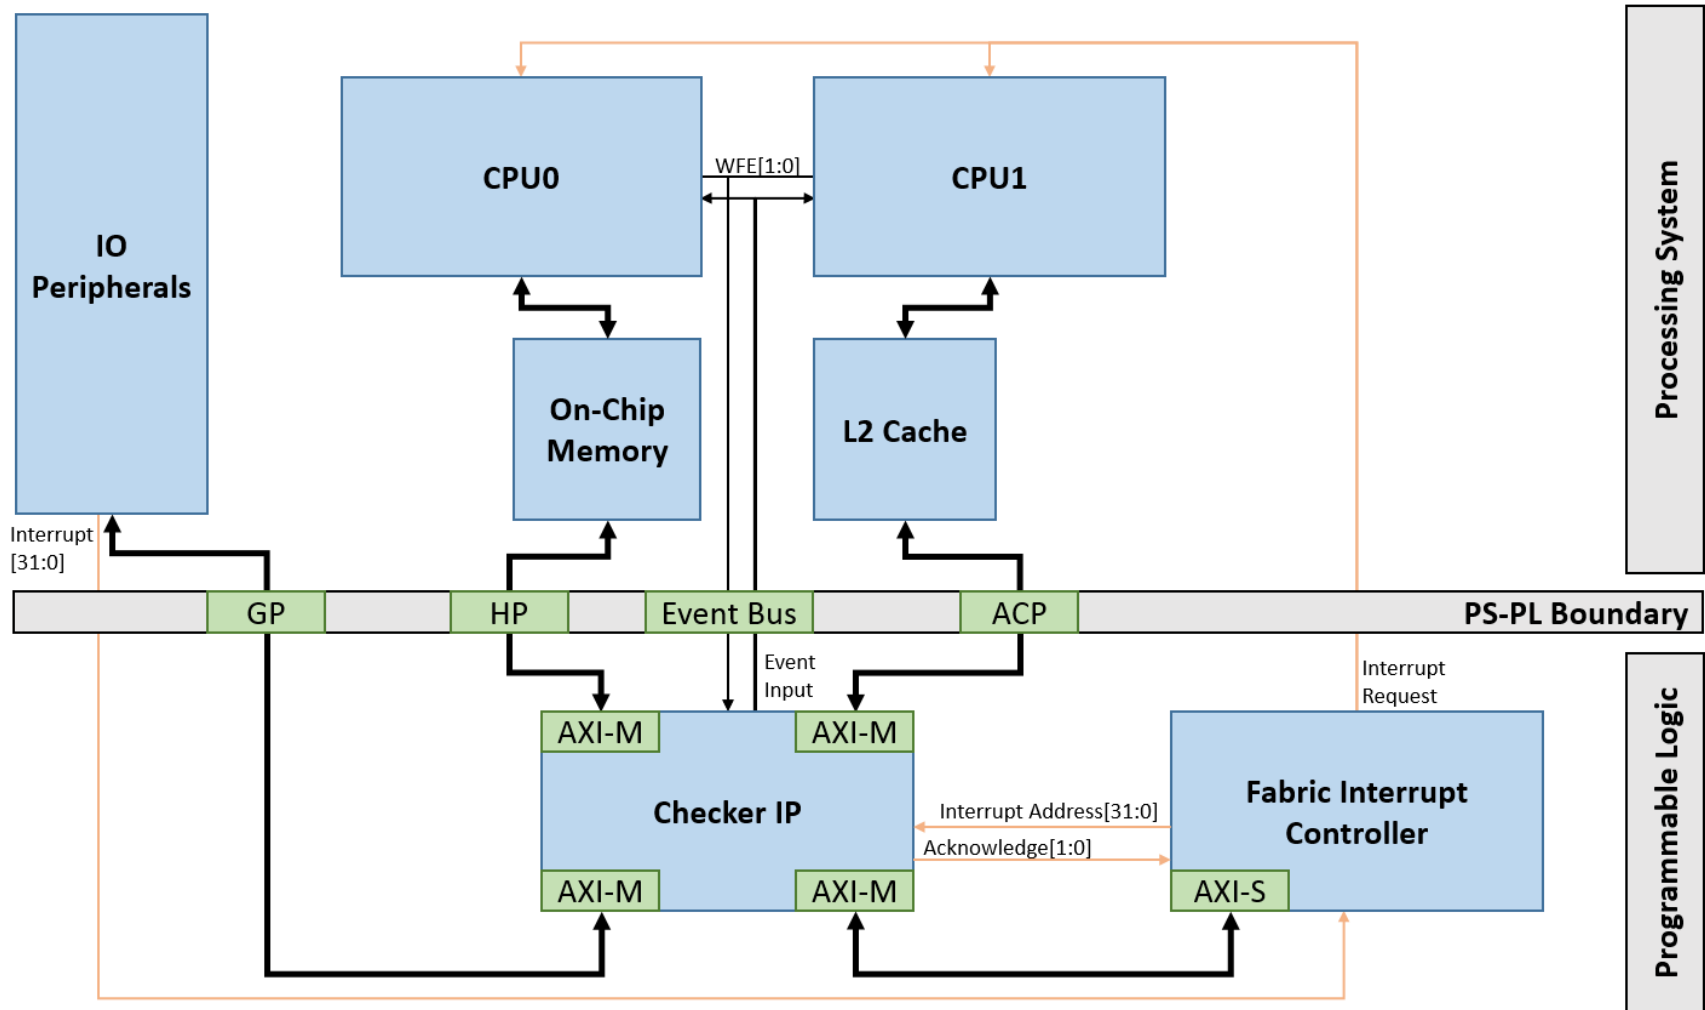 CPU0
WFE[1:0]
CPU1
IO
Peripherals
On-Chip
Memory
L2 Cache
Processing System
Interrupt
[31:0]
GP
HP
Event Bus
ACP
PS-PL Boundary
Event
Input
Interrupt
Request
AXI-M
AXI-M
Checker IP
Interrupt Address[31:0]
Acknowledge[1:0]
Fabric Interrupt
Controller
AXI-M
AXI-M
AXI-S
Programmable Logic